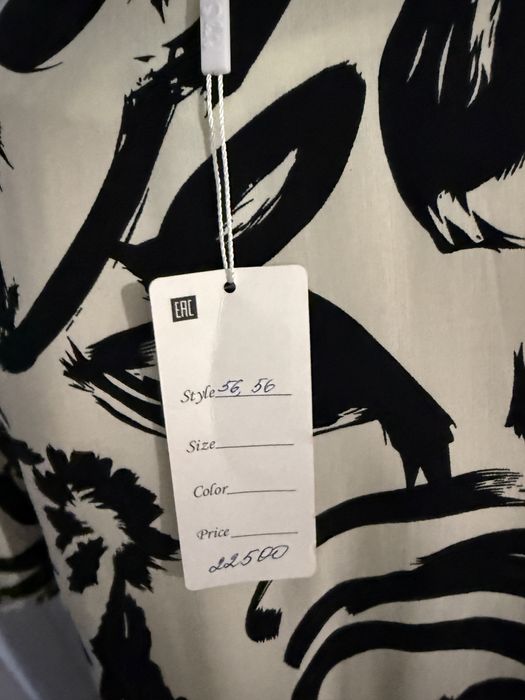 EAC
Style 56, 56
Size
Color
Price
22500